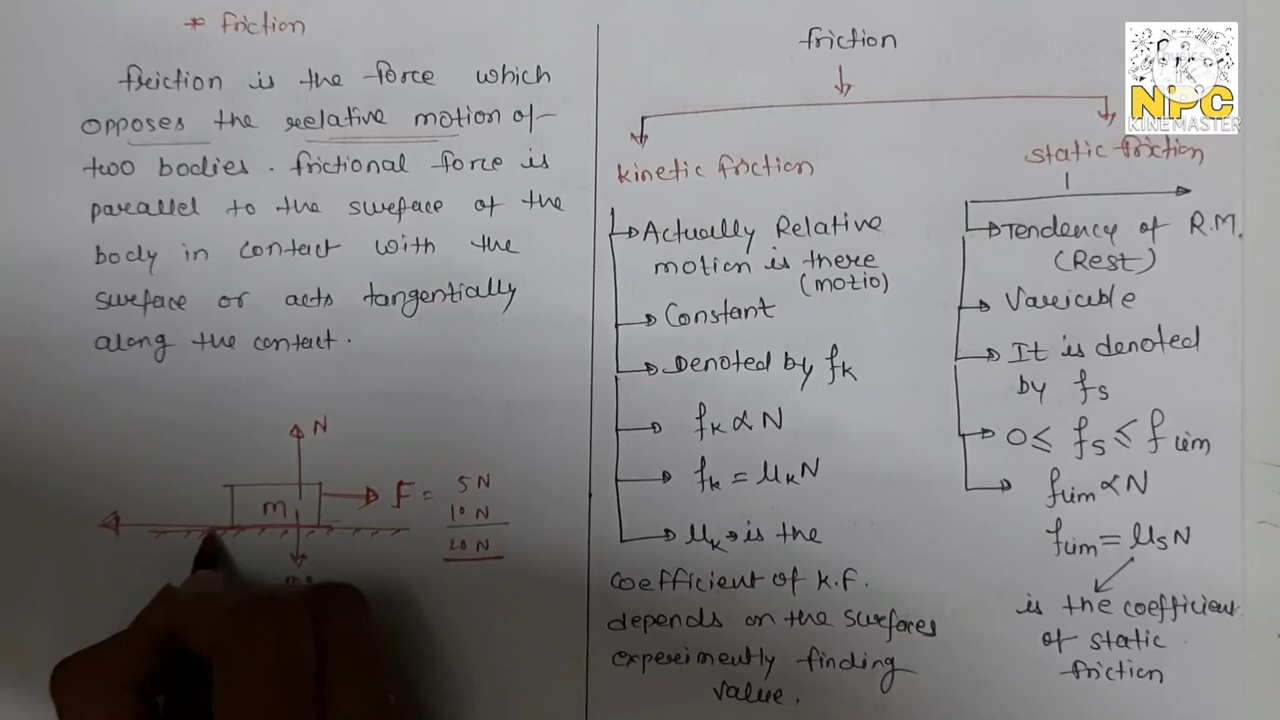 * friction
friction is the force which
opposes the relative motion of
two bodies. frictional force is
parallel to the surface of the
body in contact with the
surface or acts tangentially
along the contact.
N
m
F = 5N
10 N
20 N
friction
kinetic friction
Actually Relative
motion is there
(motio)
Constant
Denoted by fK
fK ∝ N
fK = μK N
μK → is the
coefficient of K.F.
depends on the surfaces
experimently finding
value.
static friction
Tendency of R.M.
(Rest)
Variable
It is denoted
by fs
0 ≤ fs ≤ flim
flim ∝ N
flim = μsN
is the coefficient
of static
friction
NPC
KINEMASTER